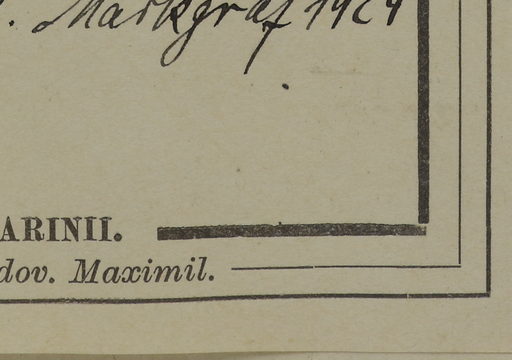 Markgraf 1924
ARINII.
dov. Maximil.